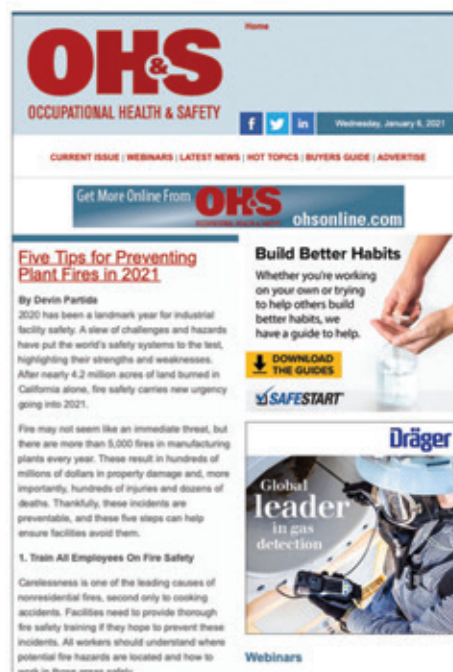 Home
OH&S
OCCUPATIONAL HEALTH & SAFETY
f in
Wednesday, January 6, 2021
CURRENT ISSUE | WEBINARS | LATEST NEWS | HOT TOPICS | BUYERS GUIDE | ADVERTISE
Get More Online From OH&S ohsonline.com
Five Tips for Preventing
Plant Fires in 2021
By Devin Partida
2020 has been a landmark year for industrial
facility safety. A slew of challenges and hazards
have put the world's safety systems to the test,
highlighting their strengths and weaknesses.
After nearly 4.2 million acres of land burned in
California alone, fire safety carries new urgency
going into 2021.
Fire may not seem like an immediate threat, but
there are more than 5,000 fires in manufacturing
plants every year. These result in hundreds of
millions of dollars in property damage and, more
importantly, hundreds of injuries and dozens of
deaths. Thankfully, these incidents are
preventable, and these five steps can help
ensure facilities avoid them.
1. Train All Employees On Fire Safety
Carelessness is one of the leading causes of
nonresidential fires, second only to cooking
accidents. Facilities need to provide thorough
fire safety training if they hope to prevent these
incidents. All workers should understand where
potential fire hazards are located and how to
work in those areas safely.
Build Better Habits
Whether you're working
on your own or trying
to help others build
better habits, we
have a guide to help.
DOWNLOAD
THE GUIDES
SAFESTART
Dräger
Global
leader
in gas
detection
Webinars